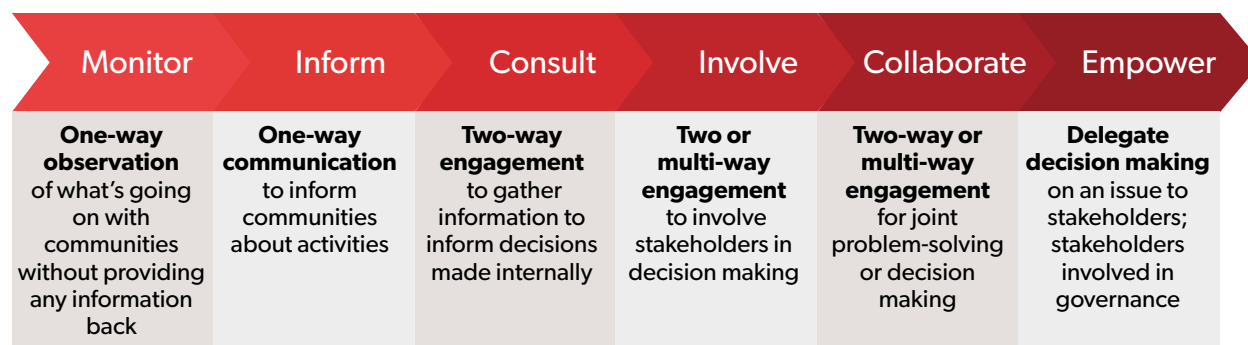 Monitor
Inform
Consult
Involve
Collaborate
Empower
One-way
observation
of what’s going
on with
communities
without providing
any information
back
One-way
communication
to inform
communities
about activities
Two-way
engagement
to gather
information to
inform decisions
made internally
Two or
multi-way
engagement
to involve
stakeholders in
decision making
Two-way or
multi-way
engagement
for joint
problem-solving
or decision
making
Delegate
decision making
on an issue to
stakeholders;
stakeholders
involved in
governance